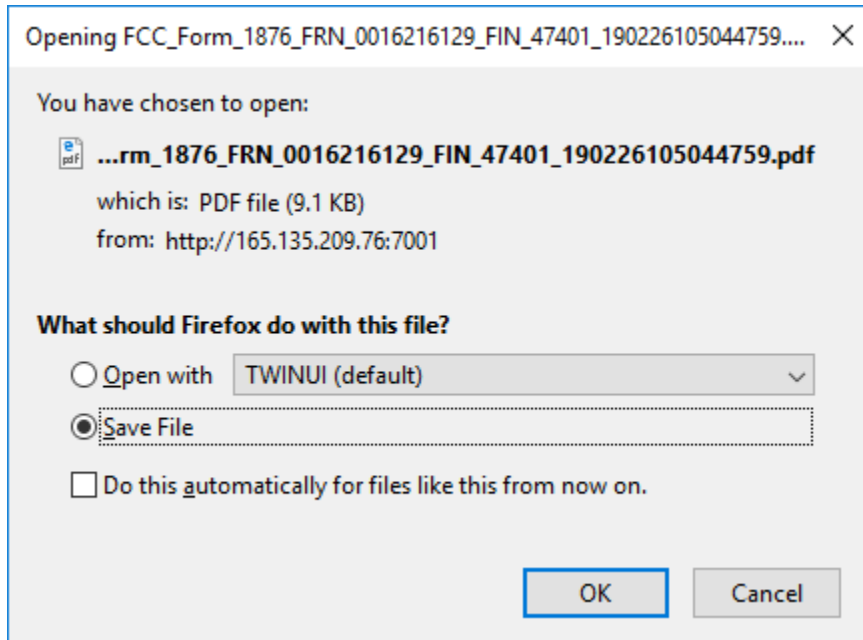 Opening FCC_Form_1876_FRN_0016216129_FIN_47401_190226105044759....
You have chosen to open:
...rm_1876_FRN_0016216129_FIN_47401_190226105044759.pdf
which is: PDF file (9.1 KB)
from: http://165.135.209.76:7001
What should Firefox do with this file?
Open with TWINUI (default)
Save File
Do this automatically for files like this from now on.
OK Cancel